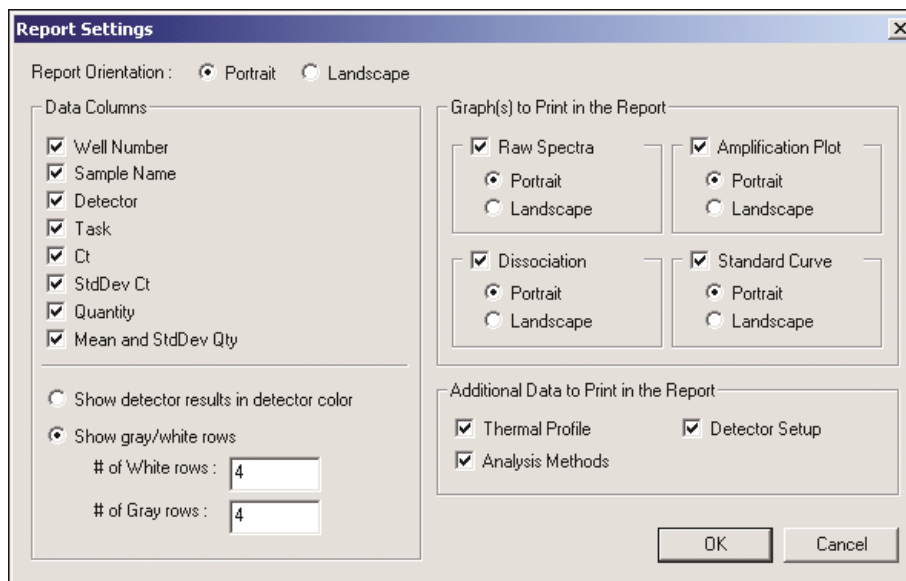 Report Settings
Report Orientation :
Portrait
Landscape
Data Columns
Well Number
Sample Name
Detector
Task
Ct
StdDev Ct
Quantity
Mean and StdDev Qty
Show detector results in detector color
Show gray/white rows
# of White rows : 4
# of Gray rows : 4
Graph(s) to Print in the Report
Raw Spectra
Portrait
Landscape
Amplification Plot
Portrait
Landscape
Dissociation
Portrait
Landscape
Standard Curve
Portrait
Landscape
Additional Data to Print in the Report
Thermal Profile
Detector Setup
Analysis Methods
OK
Cancel